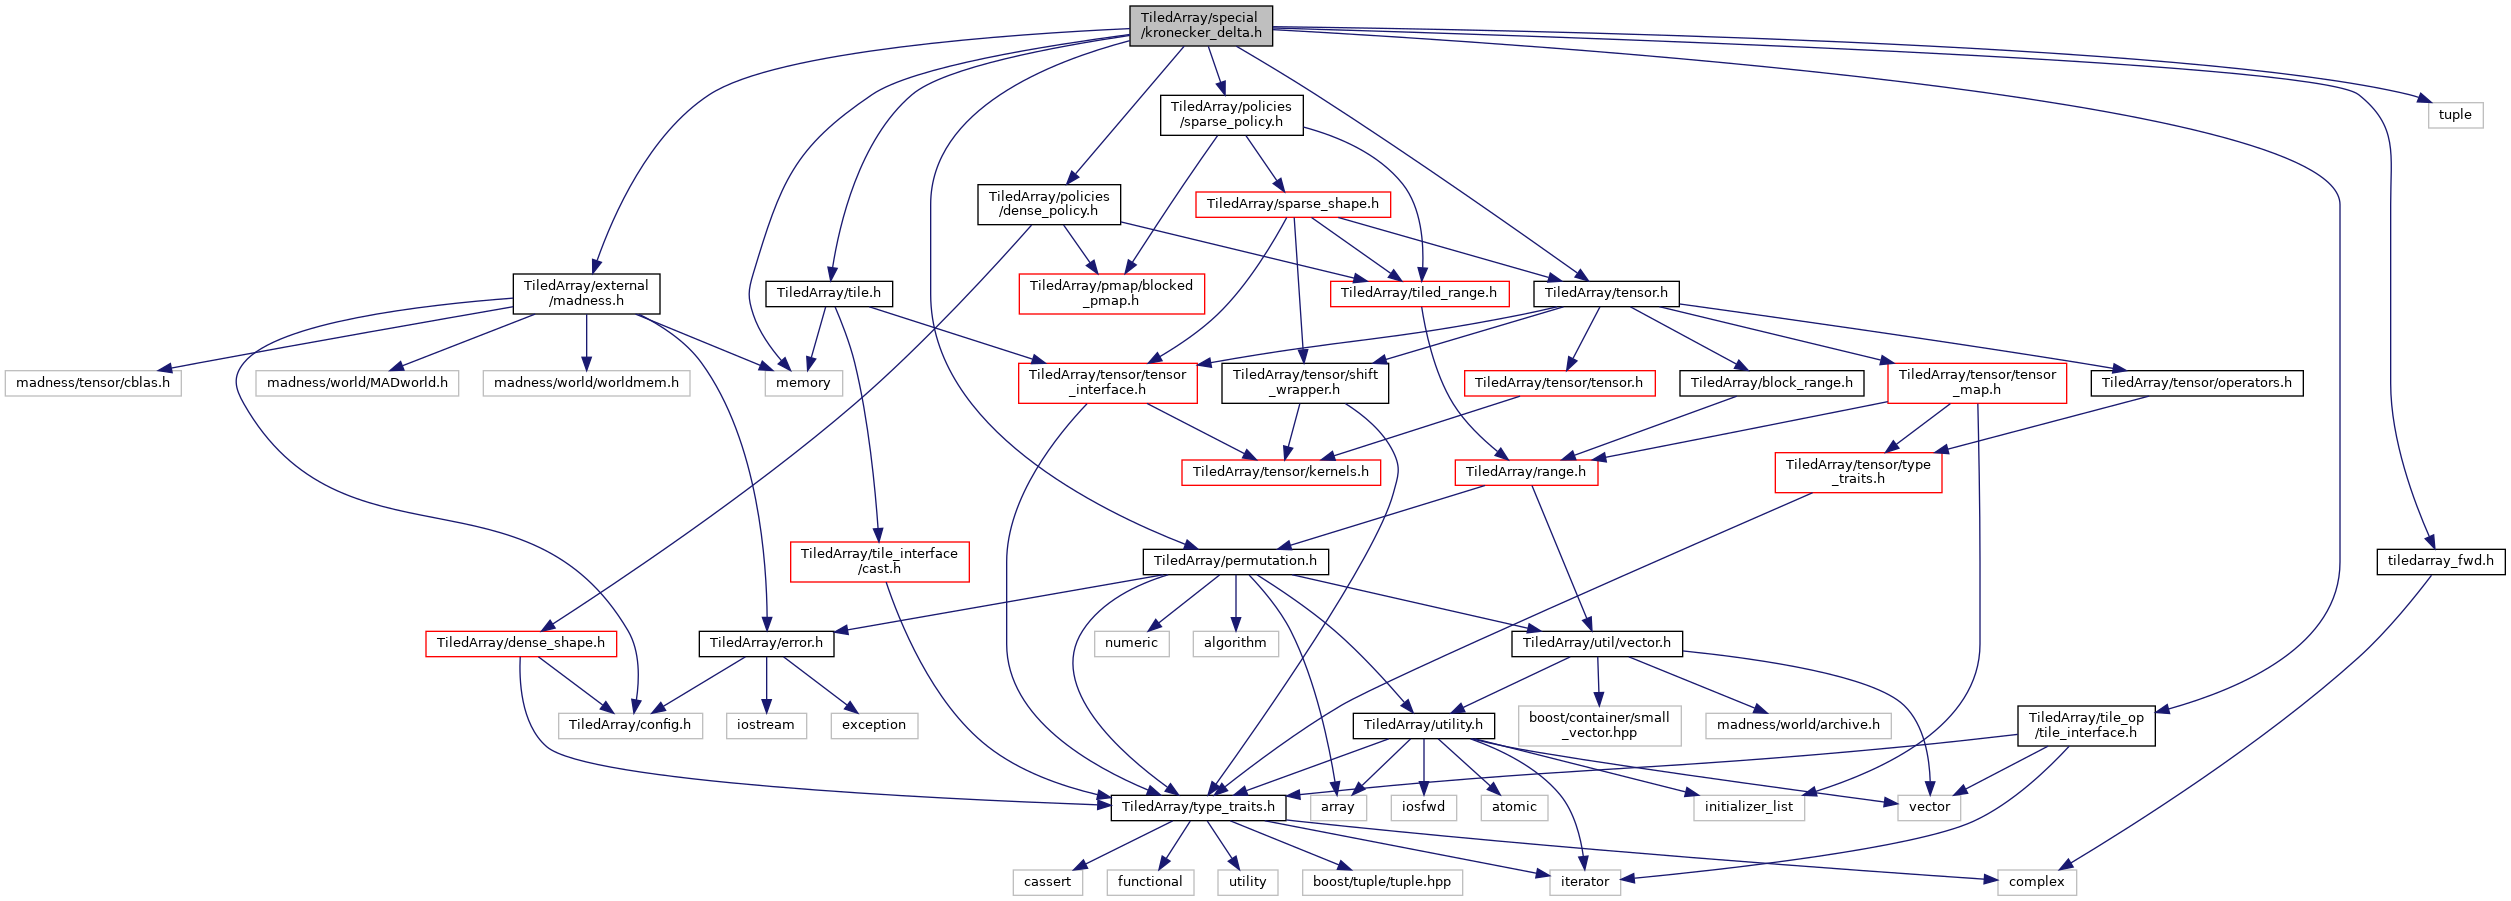 TiledArray/special
/kronecker_delta.h
TiledArray/policies
/sparse_policy.h
tuple
TiledArray/policies
/dense_policy.h
TiledArray/sparse_shape.h
TiledArray/external
/madness.h
TiledArray/tile.h
TiledArray/pmap/blocked
_pmap.h
TiledArray/tiled_range.h
TiledArray/tensor.h
madness/tensor/cblas.h
madness/world/MADworld.h
madness/world/worldmem.h
memory
TiledArray/tensor/tensor
_interface.h
TiledArray/tensor/shift
_wrapper.h
TiledArray/tensor/tensor.h
TiledArray/block_range.h
TiledArray/tensor/tensor
_map.h
TiledArray/tensor/operators.h
TiledArray/tensor/kernels.h
TiledArray/range.h
TiledArray/tensor/type
_traits.h
TiledArray/tile_interface
/cast.h
TiledArray/permutation.h
tiledarray_fwd.h
TiledArray/dense_shape.h
TiledArray/error.h
numeric
algorithm
TiledArray/util/vector.h
TiledArray/config.h
iostream
exception
TiledArray/utility.h
boost/container/small
_vector.hpp
madness/world/archive.h
TiledArray/tile_op
/tile_interface.h
TiledArray/type_traits.h
array
iosfwd
atomic
initializer_list
vector
cassert
functional
utility
boost/tuple/tuple.hpp
iterator
complex